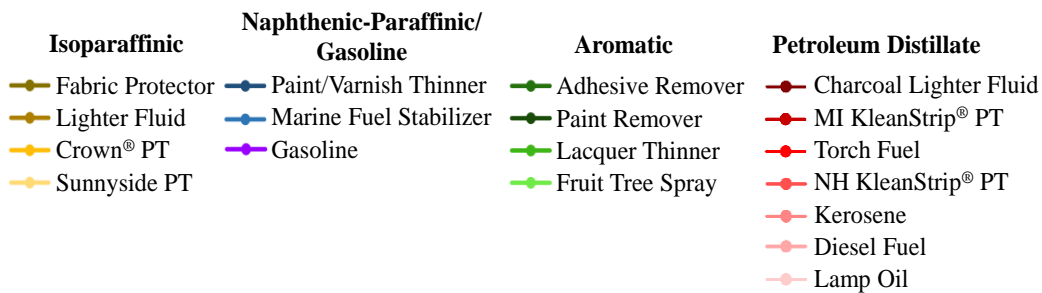 Isoparaffinic
Fabric Protector
Lighter Fluid
Crown® PT
Sunnyside PT
Naphthenic-Paraffinic/
Gasoline
Paint/Varnish Thinner
Marine Fuel Stabilizer
Gasoline
Aromatic
Adhesive Remover
Paint Remover
Lacquer Thinner
Fruit Tree Spray
Petroleum Distillate
Charcoal Lighter Fluid
MI KleanStrip® PT
Torch Fuel
NH KleanStrip® PT
Kerosene
Diesel Fuel
Lamp Oil